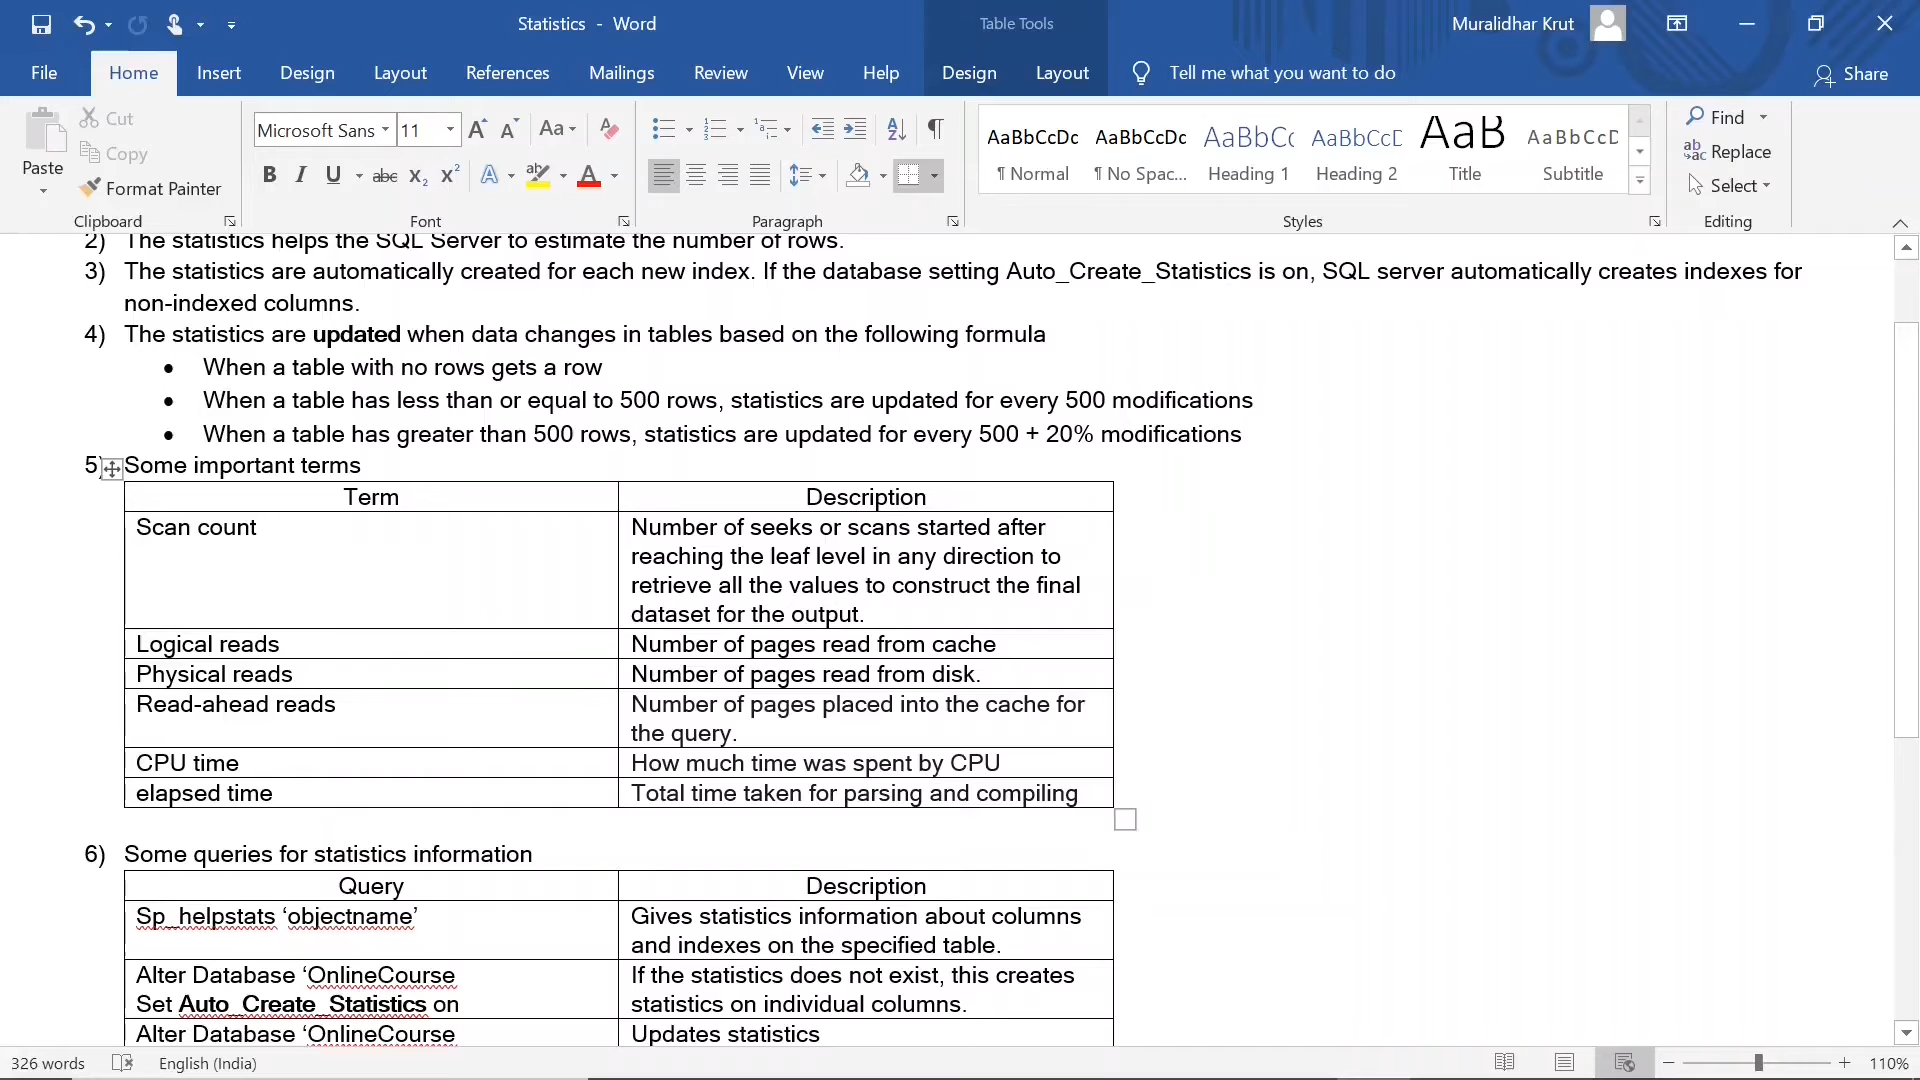 Statistics - Word
Table Tools
Muralidhar Krut
File Home Insert Design Layout References Mailings Review View Help Design Layout Tell me what you want to do Share
Paste
Cut
Copy
Format Painter
Clipboard
Microsoft Sans 11
Font
Paragraph
AaBbCcDc AaBbCcDc AaBbCc AaBbCcD AaB AaBbCcD
¶ Normal ¶ No Spac... Heading 1 Heading 2 Title Subtitle
Styles
Find
Replace
Select
Editing
2) The statistics helps the SQL Server to estimate the number of rows.
3) The statistics are automatically created for each new index. If the database setting Auto_Create_Statistics is on, SQL server automatically creates indexes for
non-indexed columns.
4) The statistics are updated when data changes in tables based on the following formula
• When a table with no rows gets a row
• When a table has less than or equal to 500 rows, statistics are updated for every 500 modifications
• When a table has greater than 500 rows, statistics are updated for every 500 + 20% modifications
5) Some important terms
Term Description
Scan count Number of seeks or scans started after
reaching the leaf level in any direction to
retrieve all the values to construct the final
dataset for the output.
Logical reads Number of pages read from cache
Physical reads Number of pages read from disk.
Read-ahead reads Number of pages placed into the cache for
the query.
CPU time How much time was spent by CPU
elapsed time Total time taken for parsing and compiling
6) Some queries for statistics information
Query Description
Sp_helpstats ‘objectname’ Gives statistics information about columns
and indexes on the specified table.
Alter Database ‘OnlineCourse If the statistics does not exist, this creates
Set Auto_Create_Statistics on statistics on individual columns.
Alter Database ‘OnlineCourse Updates statistics
326 words English (India) 110%